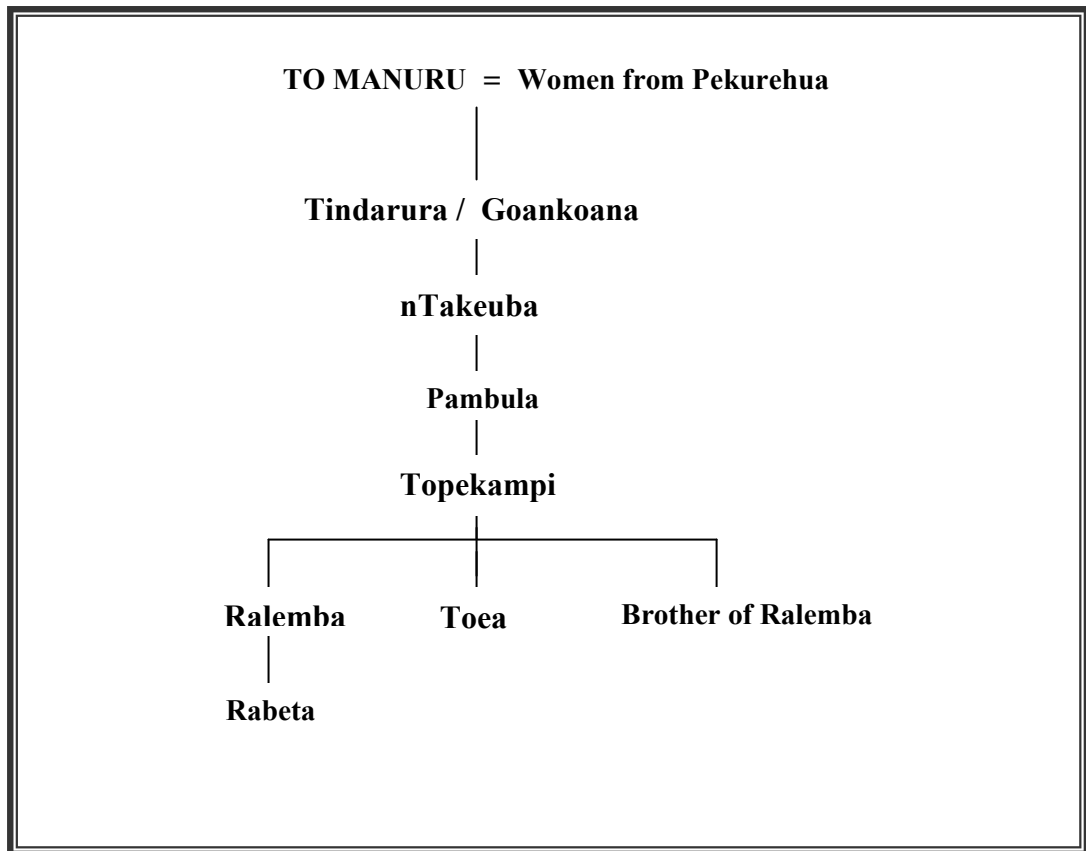 TO MANURU = Women from Pekurehua
Tindarura / Goankoana
nTakeuba
Pambula
Topekampi
Ralemba Toea Brother of Ralemba
Rabeta